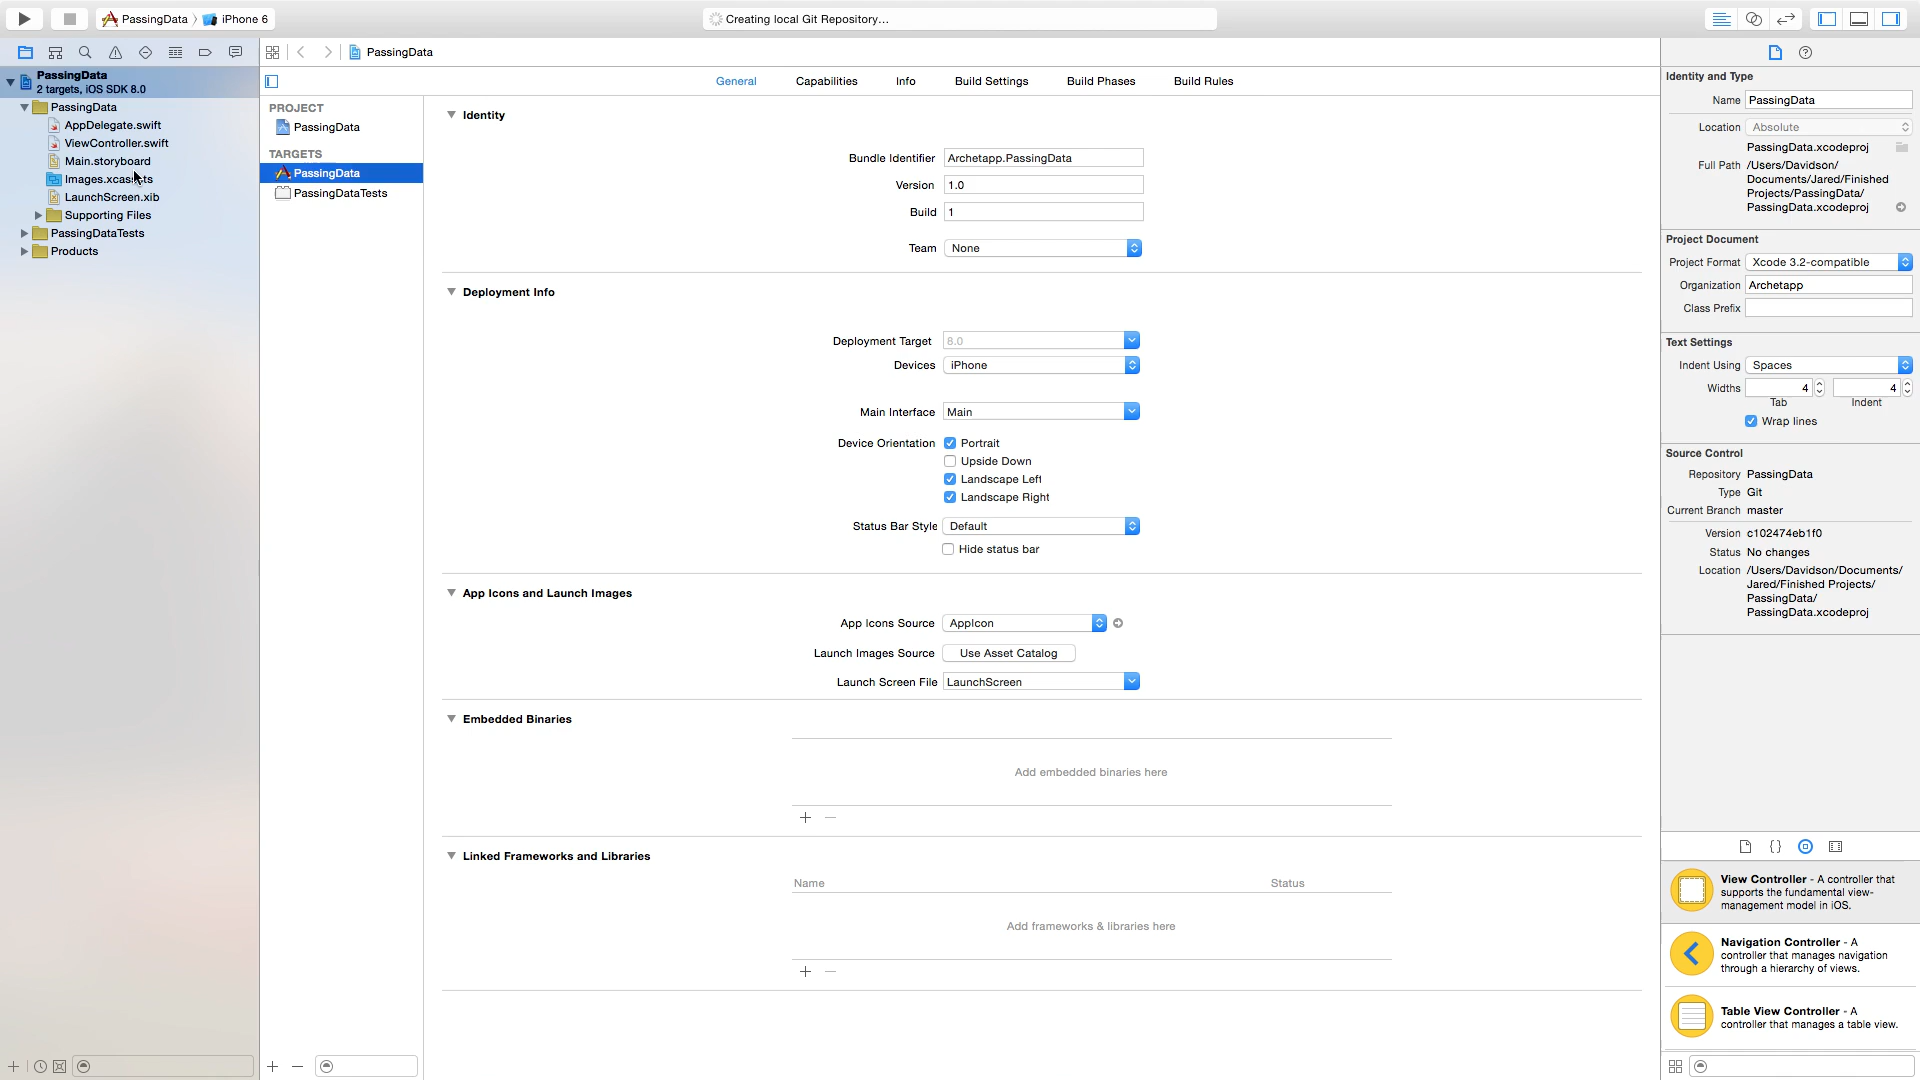 PassingData
iPhone 6
Creating local Git Repository...
PassingData
PassingData
2 targets, iOS SDK 8.0
PassingData
AppDelegate.swift
ViewController.swift
Main.storyboard
LaunchScreen.xib
Supporting Files
PassingDataTests
Products
General
Capabilities
Info
Build Settings
Build Phases
Build Rules
PROJECT
PassingData
TARGETS
PassingData
PassingDataTests
Identity
Bundle Identifier Archetapp.PassingData
Version 1.0
Build 1
Team None
Deployment Info
Deployment Target 8.0
Devices iPhone
Main Interface Main
Device Orientation Portrait
Upside Down
Landscape Left
Landscape Right
Status Bar Style Default
Hide status bar
App Icons and Launch Images
App Icons Source AppIcon
Launch Images Source Use Asset Catalog
Launch Screen File LaunchScreen
Embedded Binaries
Add embedded binaries here
Linked Frameworks and Libraries
Name Status
Add frameworks & libraries here
Identity and Type
Name PassingData
Location Absolute
PassingData.xcodeproj
Full Path /Users/Davidson/
Documents/Jared/Finished
Projects/PassingData/
PassingData.xcodeproj
Project Document
Project Format Xcode 3.2-compatible
Organization Archetapp
Class Prefix
Text Settings
Indent Using Spaces
Widths 4 4
Tab Indent
Wrap lines
Source Control
Repository PassingData
Type Git
Current Branch master
Version c102474eb1f0
Status No changes
Location /Users/Davidson/Documents/
Jared/Finished Projects/
PassingData/
PassingData.xcodeproj
View Controller - A controller that
supports the fundamental view-
management model in iOS.
Navigation Controller - A
controller that manages navigation
through a hierarchy of views.
Table View Controller - A
controller that manages a table view.